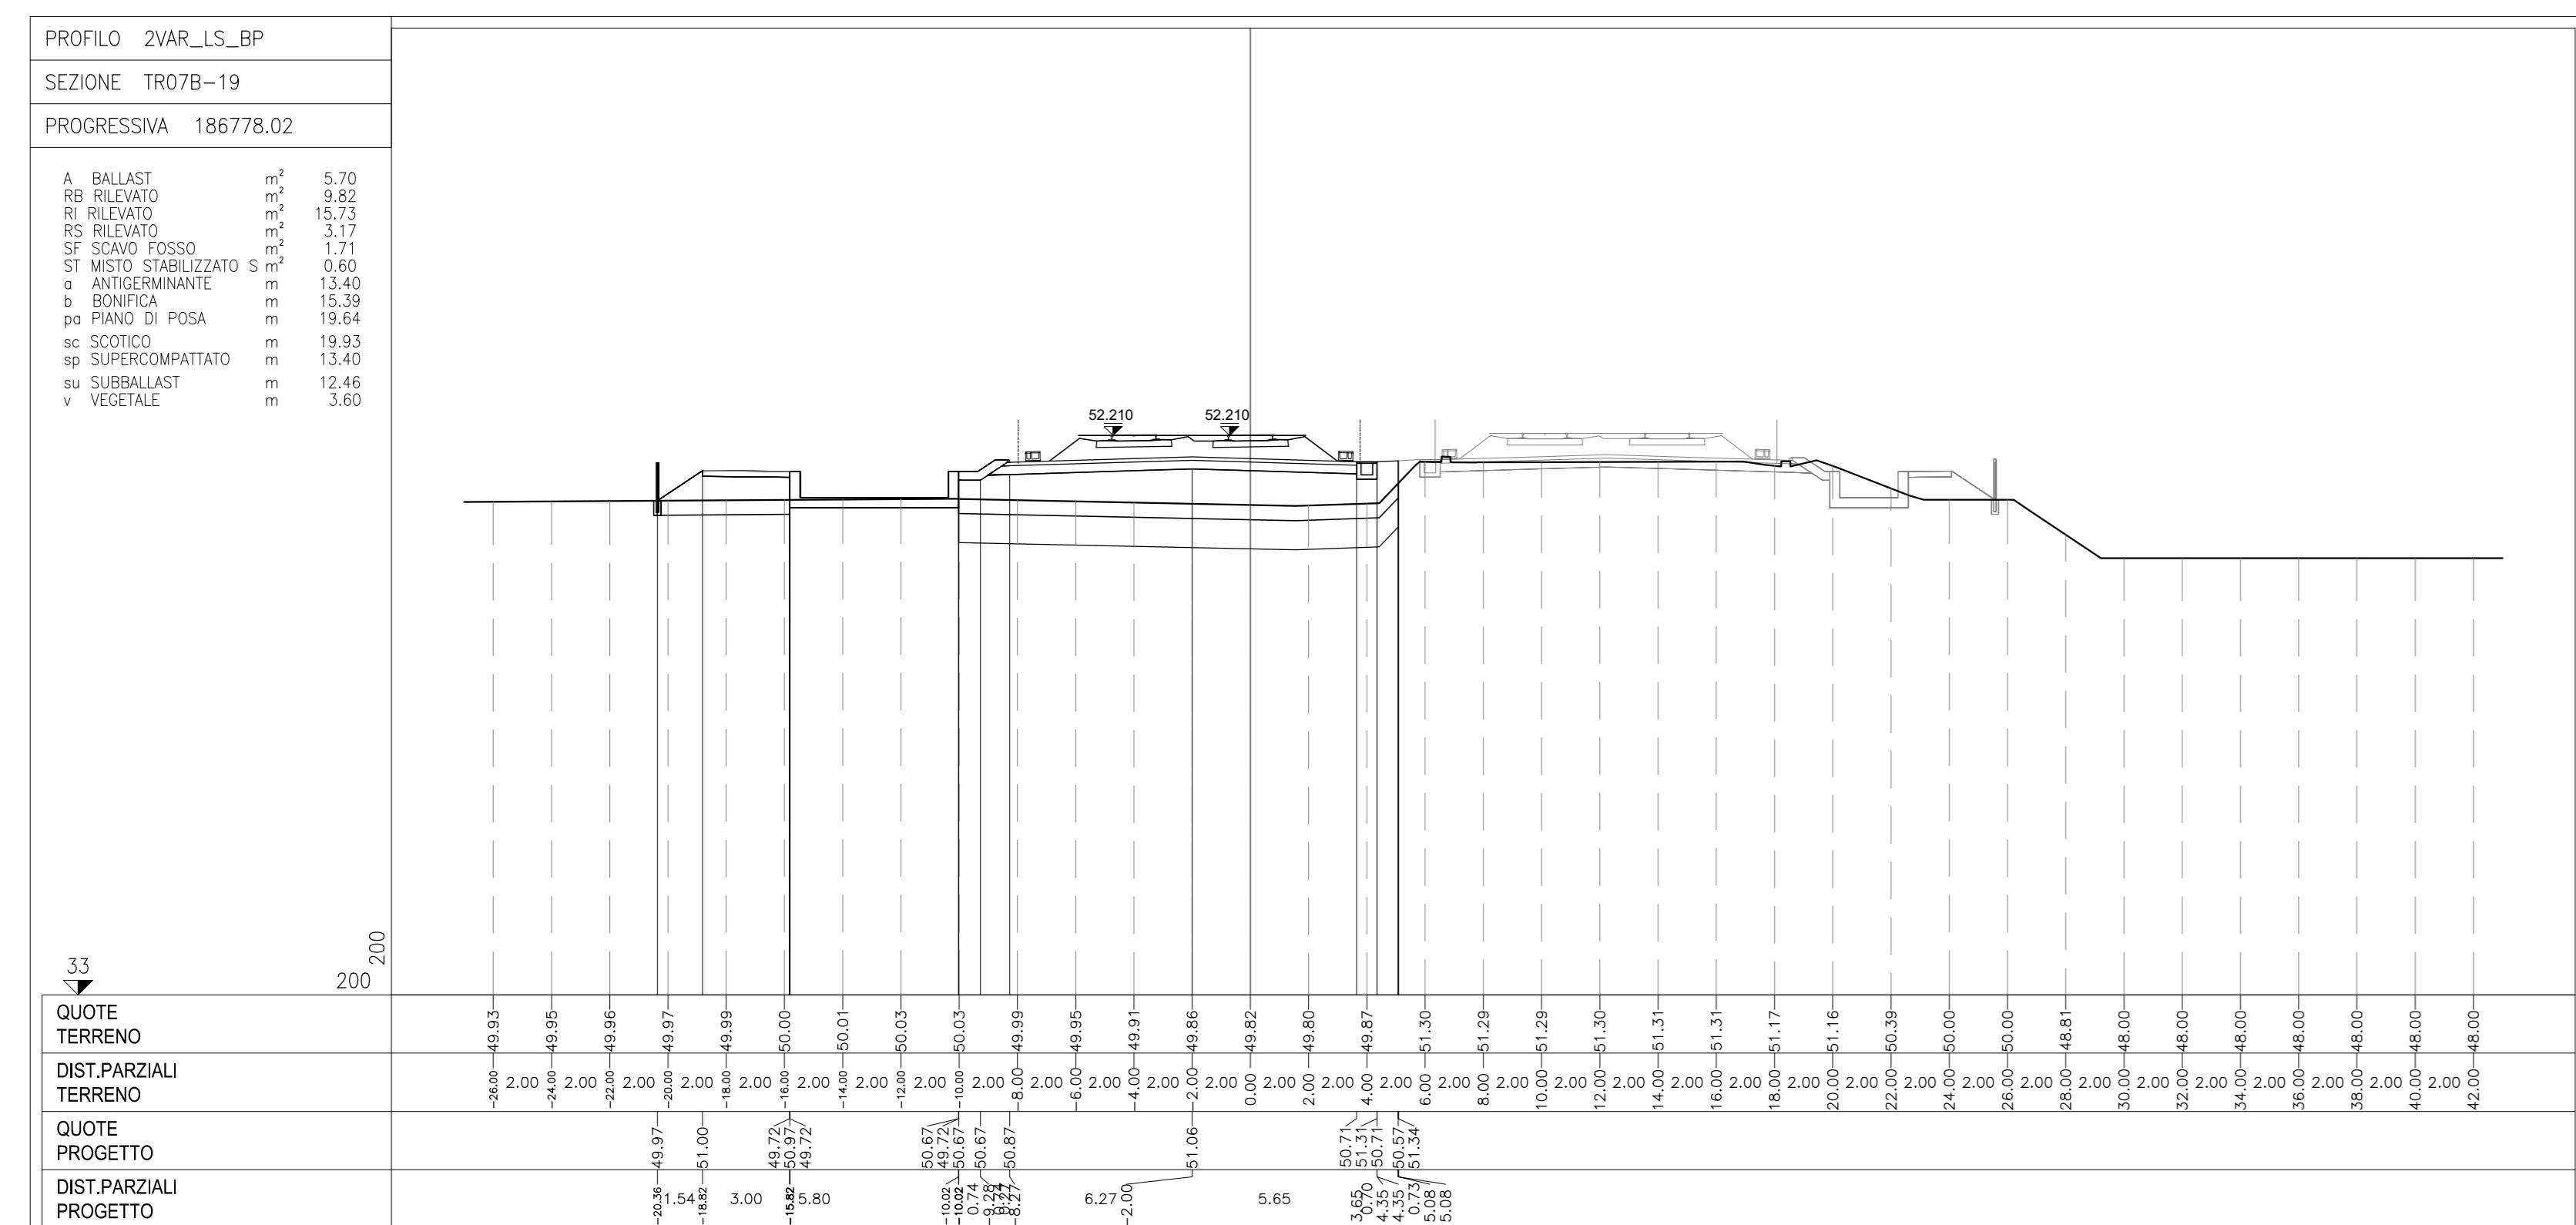 PROFILO 2VAR_LS_BP
SEZIONE TR07B-19
PROGRESSIVA 186778.02
A BALLAST m² 5.70
RB RILEVATO m² 9.82
RI RILEVATO m² 15.73
RS RILEVATO m² 3.17
SF SCAVO FOSSO m² 1.71
ST MISTO STABILIZZATO S m² 0.60
a ANTIGERMINANTE m 13.40
b BONIFICA m 15.39
pa PIANO DI POSA m 19.64
sc SCOTICO m 19.93
sp SUPERCOMPATTATO m 13.40
su SUBBALLAST m 12.46
v VEGETALE m 3.60
52.210 52.210
33
200
200
QUOTE
TERRENO
49.93 49.95 49.96 49.97 49.99 50.00 50.01 50.03 50.03 49.99 49.95 49.91 49.86 49.82 49.80 49.87 51.30 51.29 51.29 51.30 51.31 51.31 51.17 51.16 50.39 50.00 50.00 48.81 48.00 48.00 48.00 48.00 48.00 48.00 48.00
DIST.PARZIALI
TERRENO
-26.00 2.00 -24.00 2.00 -22.00 2.00 -20.00 2.00 -18.00 2.00 -16.00 2.00 -14.00 2.00 -12.00 2.00 -10.00 2.00 -8.00 2.00 -6.00 2.00 -4.00 2.00 -2.00 2.00 0.00 2.00 2.00 2.00 4.00 2.00 6.00 2.00 8.00 2.00 10.00 2.00 12.00 2.00 14.00 2.00 16.00 2.00 18.00 2.00 20.00 2.00 22.00 2.00 24.00 2.00 26.00 2.00 28.00 2.00 30.00 2.00 32.00 2.00 34.00 2.00 36.00 2.00 38.00 2.00 40.00 2.00 42.00
QUOTE
PROGETTO
49.97 51.00 49.72 50.97 49.72 50.67 49.72 50.67 50.67 50.87 51.06 50.71 51.31 50.71 50.57 51.34
DIST.PARZIALI
PROGETTO
-20.36 1.54 -18.82 3.00 -15.82 5.80 -10.02 -10.02 0.74 -9.28 -8.27 6.27 -2.00 5.65 3.65 0.70 4.35 4.35 0.73 5.08 5.08